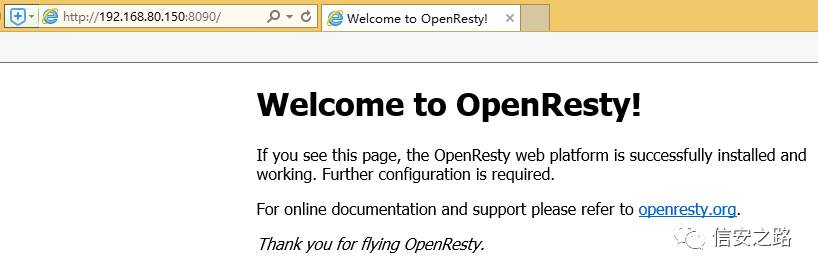 http://192.168.80.150:8090/
Welcome to OpenResty!
Welcome to OpenResty!
If you see this page, the OpenResty web platform is successfully installed and
working. Further configuration is required.
For online documentation and support please refer to openresty.org.
Thank you for flying OpenResty.
信安之路